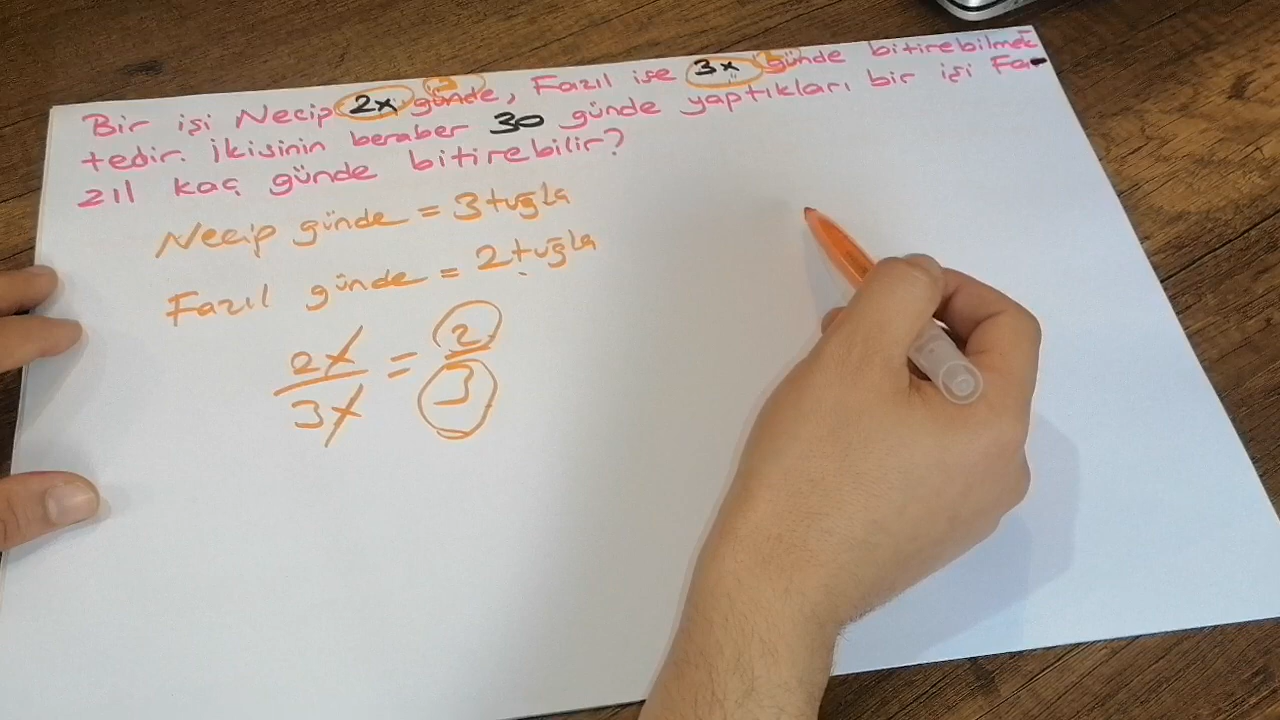 Bir işi Necip 2x günde, Fazıl ise 3x günde bitirebilmek
tedir. İkisinin beraber 30 günde yaptıkları bir işi Fa-
zıl kaç günde bitirebilir?
Necip günde = 3 tuğla
Fazıl günde = 2 tuğla
2x/3x = 2/3